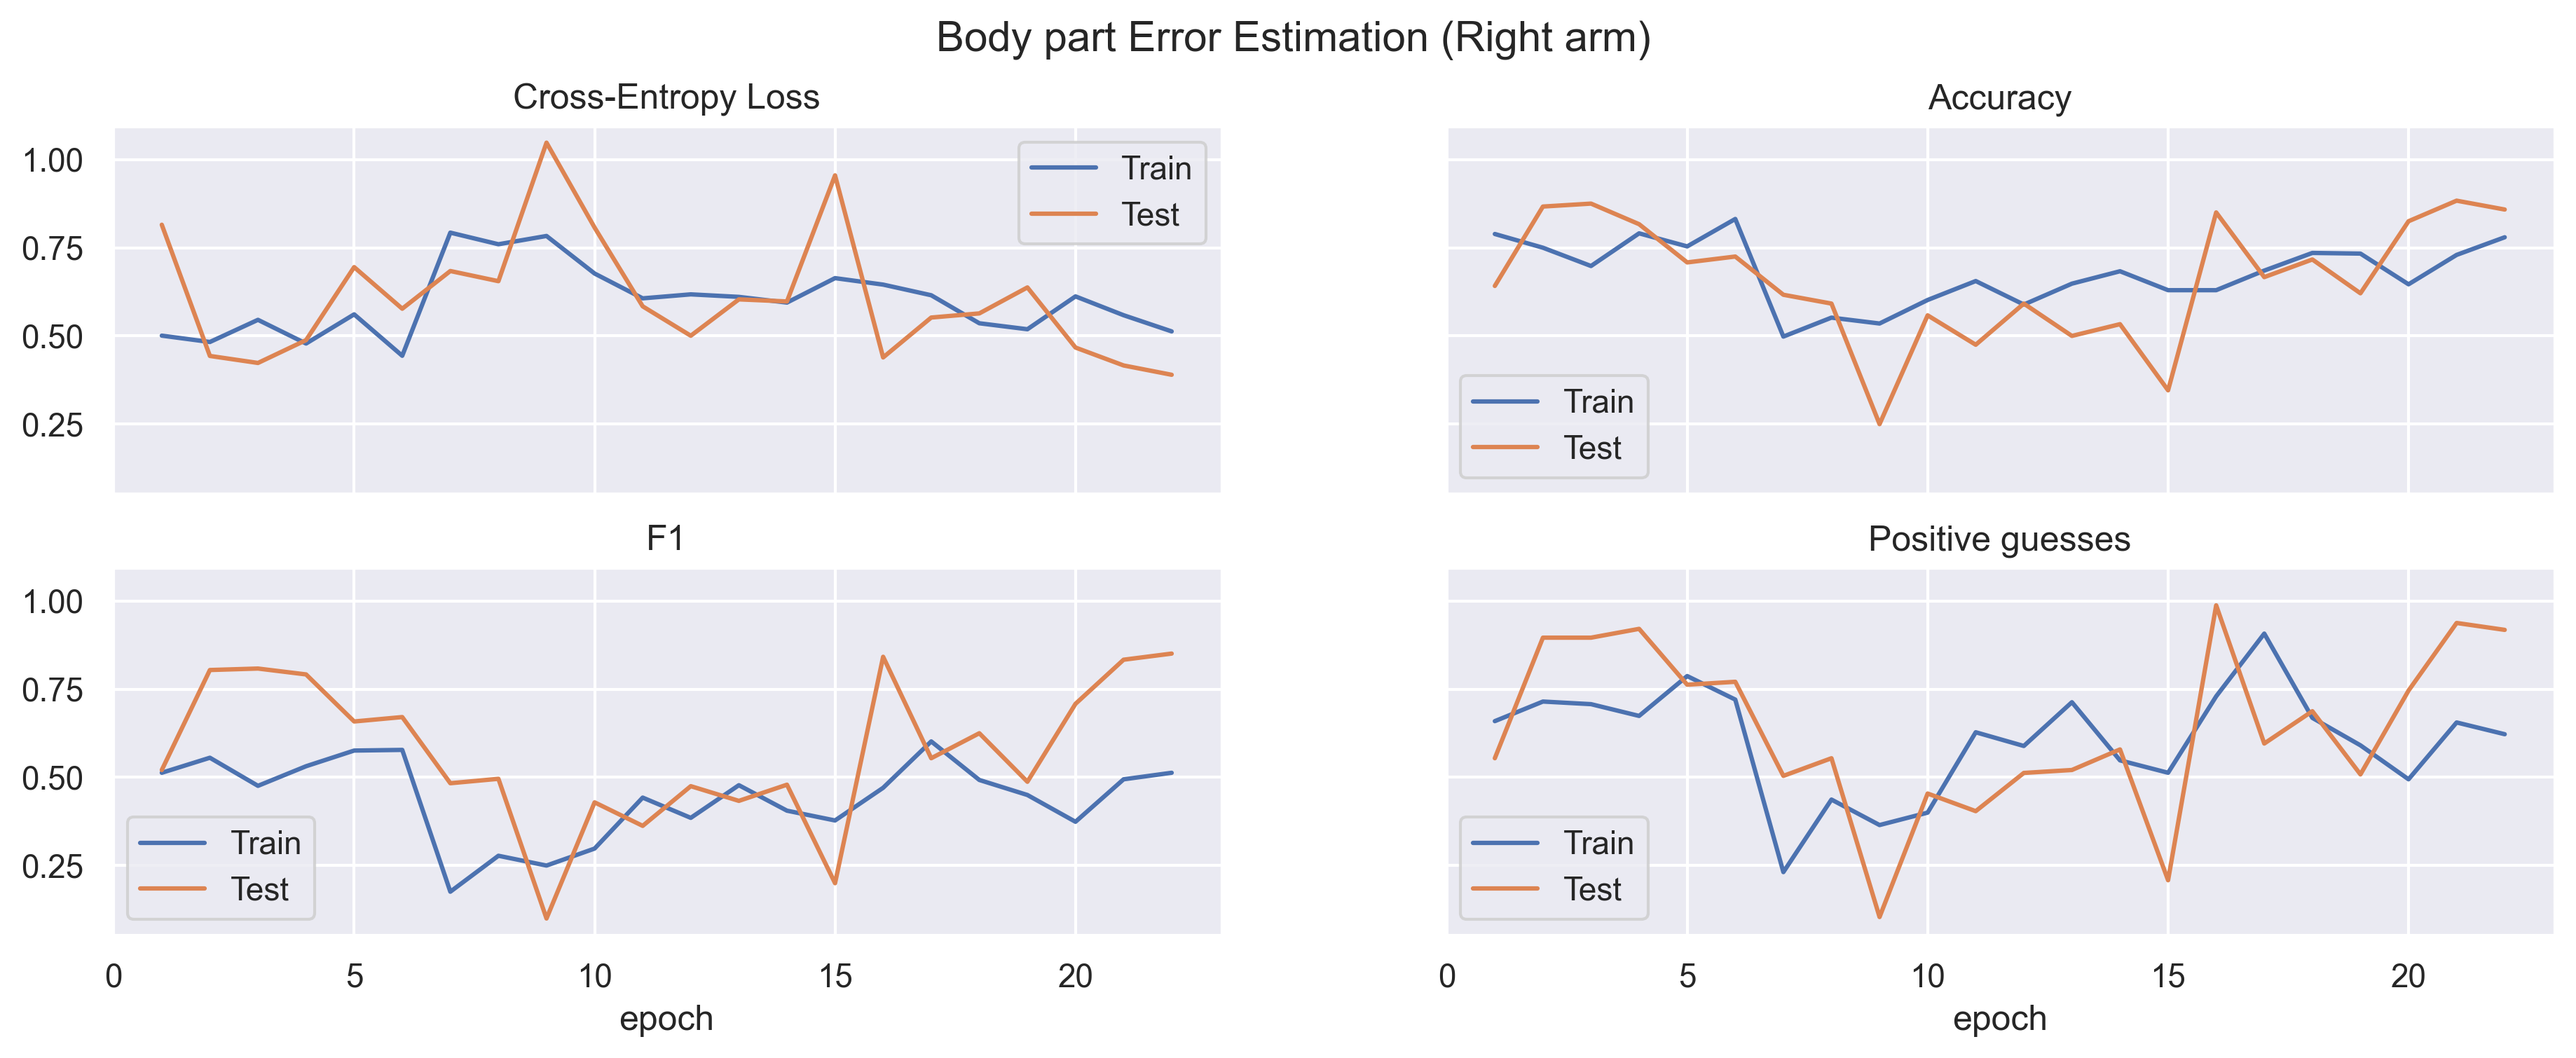 Body part Error Estimation (Right arm)
Cross-Entropy Loss
Accuracy
1.00
0.75
0.50
0.25
Train
Test
Train
Test
F1
Positive guesses
1.00
0.75
0.50
0.25
Train
Test
Train
Test
0 5 10 15 20
0 5 10 15 20
epoch
epoch